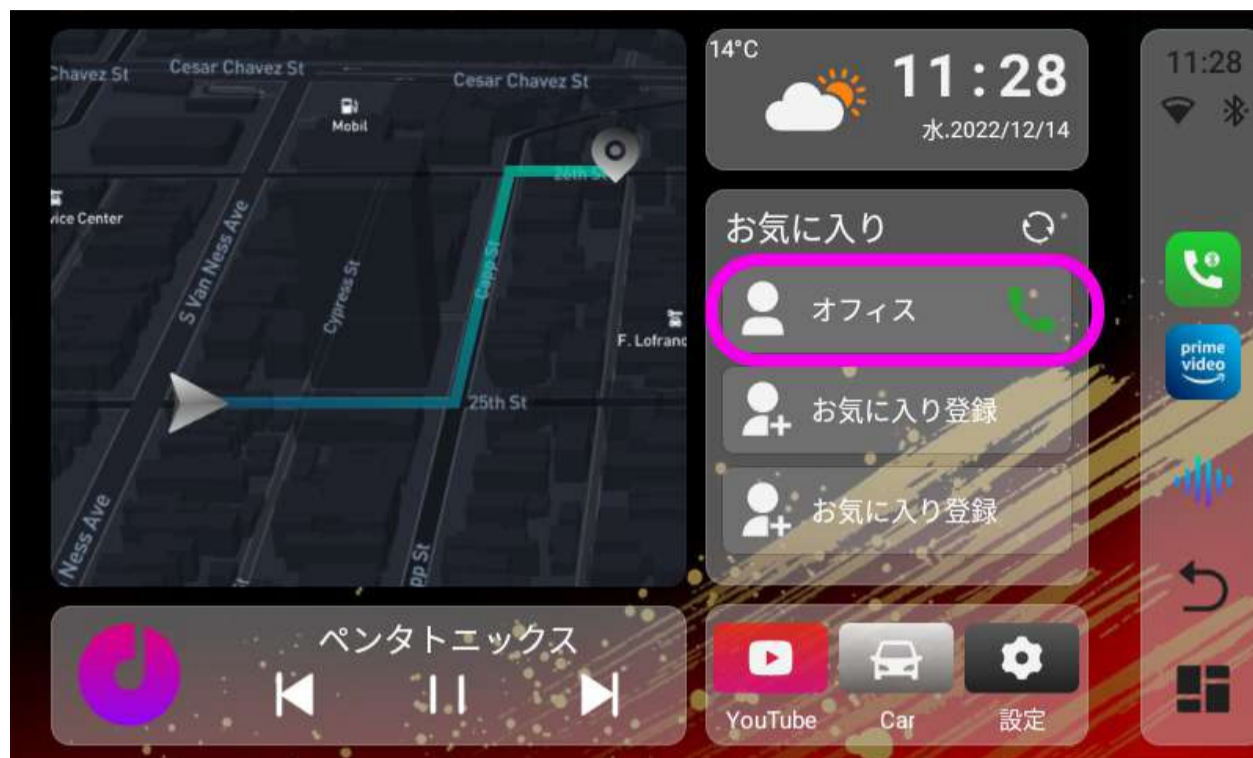 Chavez St
Cesar Chavez St
Cesar Chavez St
Mobil
26th St
vice Center
S Van Ness Ave
Cypress St
Capp St
F. Lofranc
25th St
Ness Ave
pp St
14°C
11:28
水.2022/12/14
お気に入り
オフィス
お気に入り登録
お気に入り登録
ペンタトニックス
YouTube
Car
設定
11:28
prime
video